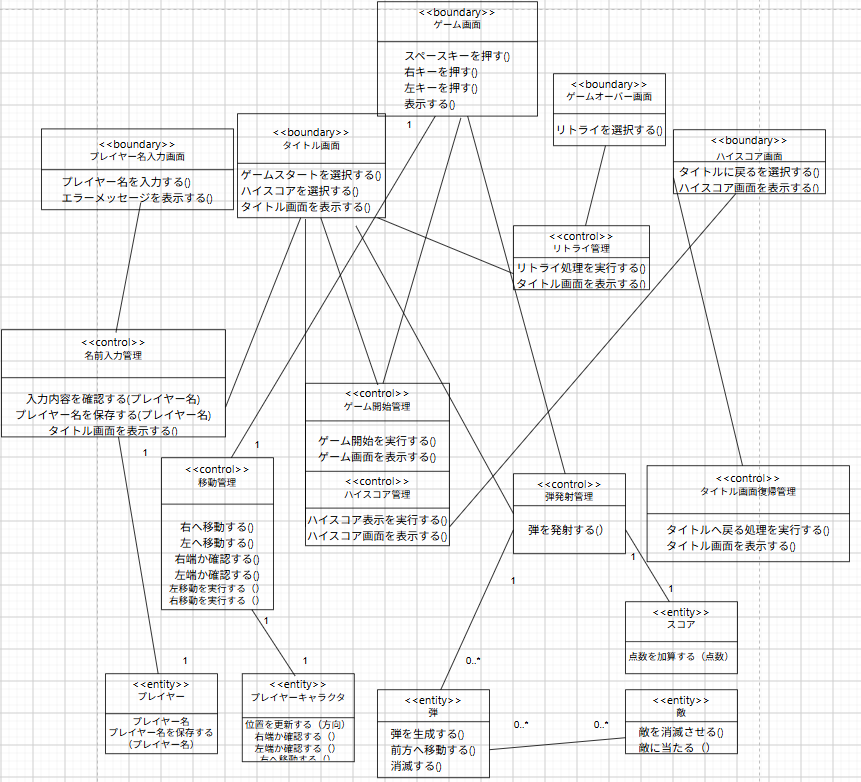 <<boundary>>
ゲーム画面
スペースキーを押す()
右キーを押す()
左キーを押す()
表示する()
<<boundary>>
ゲームオーバー画面
リトライを選択する()
<<boundary>>
タイトル画面
ゲームスタートを選択する()
ハイスコアを選択する()
タイトル画面を表示する()
1
<<boundary>>
プレイヤー名入力画面
プレイヤー名を入力する()
エラーメッセージを表示する()
<<boundary>>
ハイスコア画面
タイトルに戻るを選択する()
ハイスコア画面を表示する()
<<control>>
リトライ管理
リトライ処理を実行する()
タイトル画面を表示する()
<<control>>
名前入力管理
入力内容を確認する(プレイヤー名)
プレイヤー名を保存する(プレイヤー名)
タイトル画面を表示する()
1
<<control>>
ゲーム開始管理
ゲーム開始を実行する()
ゲーム画面を表示する()
<<control>>
ハイスコア管理
ハイスコア表示を実行する()
ハイスコア画面を表示する()
1
<<control>>
移動管理
右へ移動する()
左へ移動する()
右端か確認する()
左端か確認する()
左移動を実行する（）
右移動を実行する（）
1
<<control>>
弾発射管理
弾を発射する()
1
1
<<control>>
タイトル画面復帰管理
タイトルへ戻る処理を実行する()
タイトル画面を表示する()
1
<<entity>>
スコア
点数を加算する（点数）
1
<<entity>>
プレイヤー
プレイヤー名
プレイヤー名を保存する
（プレイヤー名）
1
<<entity>>
プレイヤーキャラクタ
位置を更新する（方向）
右端か確認する（）
左端か確認する（）
右へ移動する（）
0..*
<<entity>>
弾
弾を生成する()
前方へ移動する()
消滅する()
0..*
0..*
<<entity>>
敵
敵を消滅させる()
敵に当たる（）